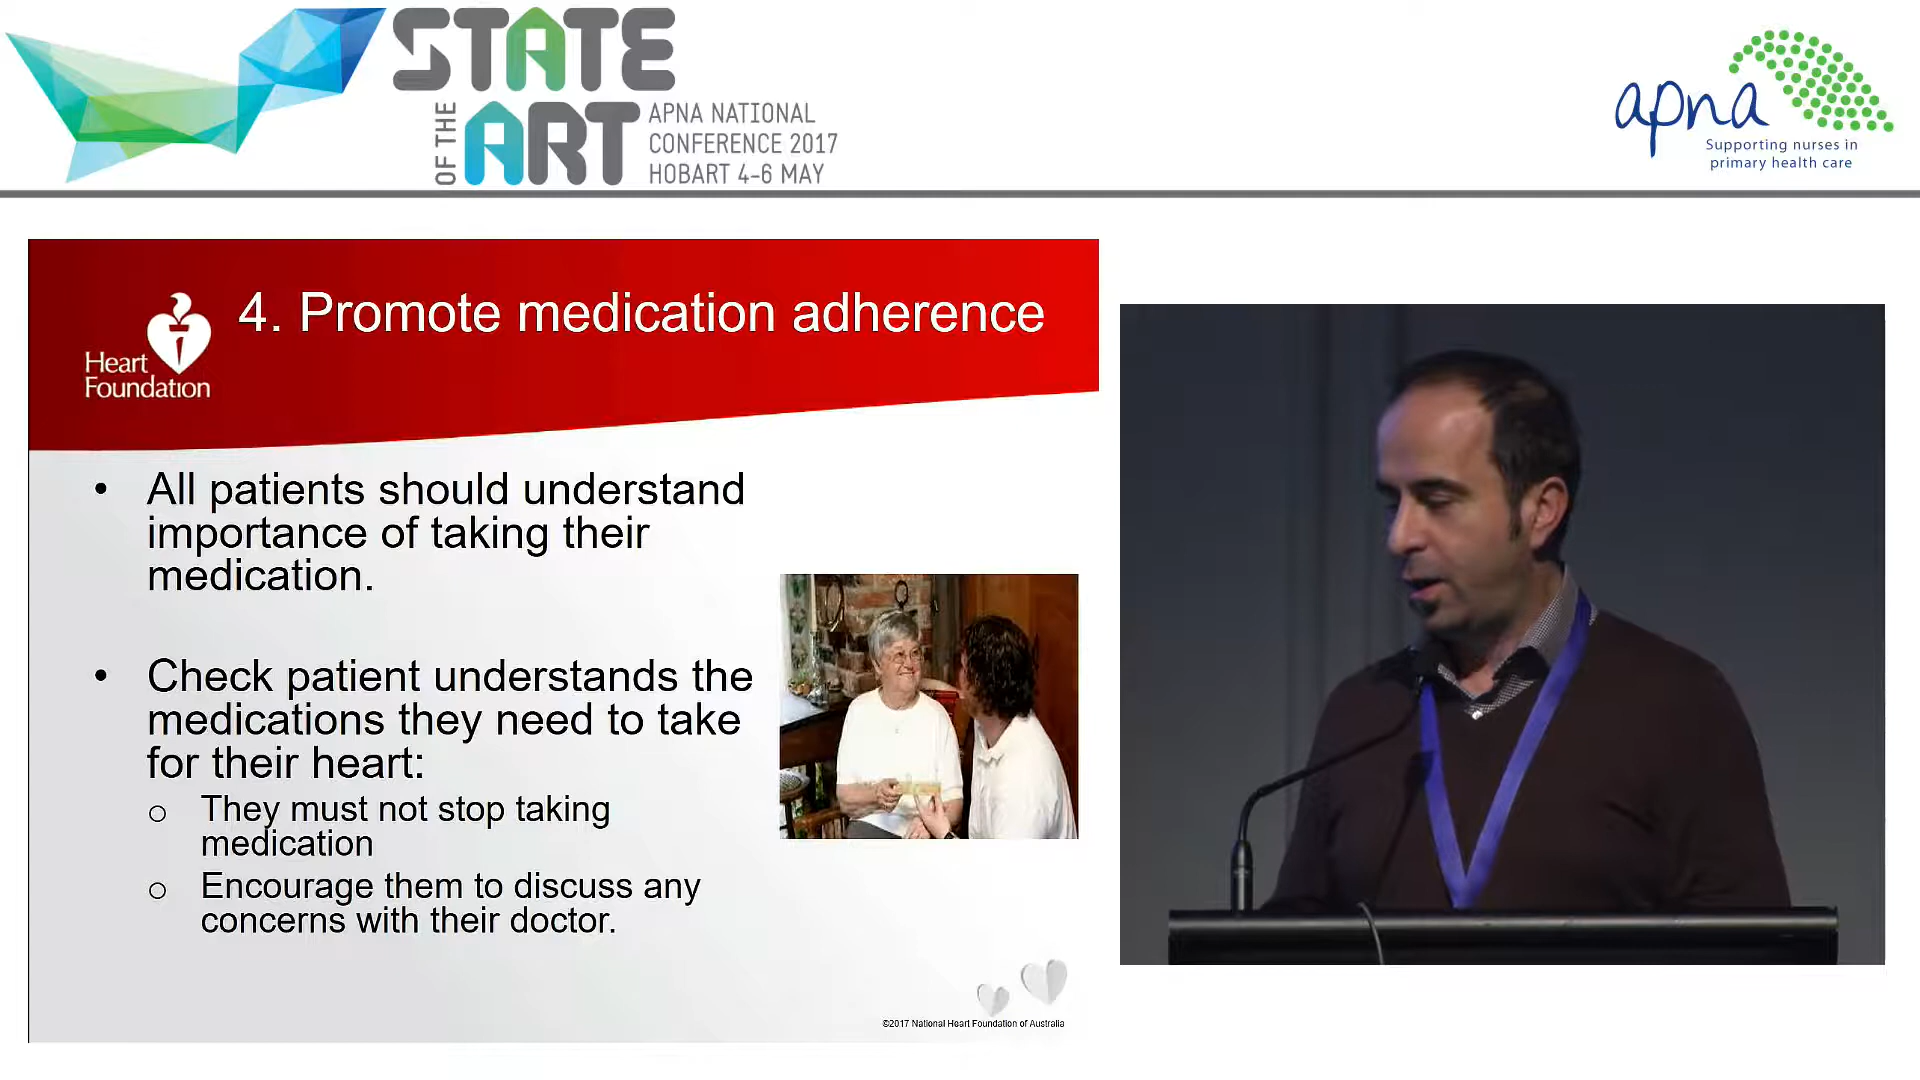 STATE
OF THE
ART
APNA NATIONAL
CONFERENCE 2017
HOBART 4-6 MAY
apna
Supporting nurses in
primary health care
Heart
Foundation
4. Promote medication adherence
• All patients should understand
importance of taking their
medication.
• Check patient understands the
medications they need to take
for their heart:
o They must not stop taking
medication
o Encourage them to discuss any
concerns with their doctor.
©2017 National Heart Foundation of Australia